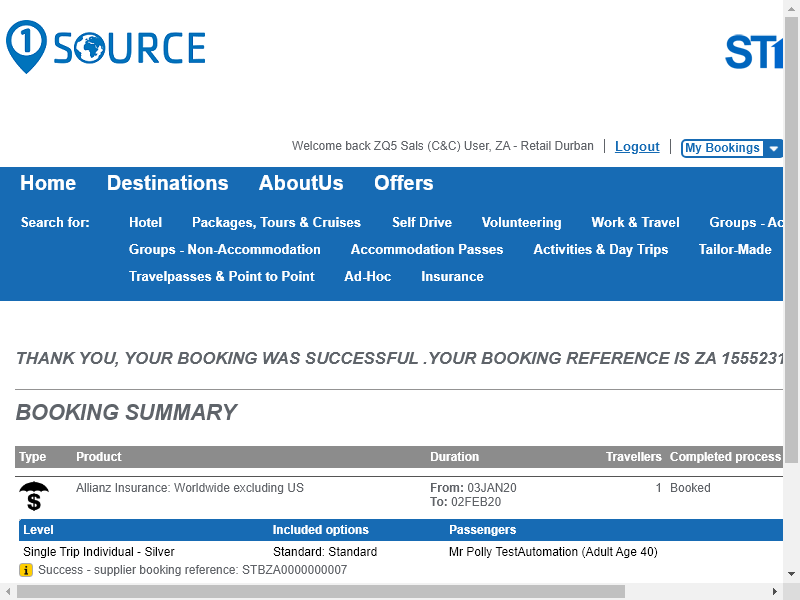 1 SOURCE
Welcome back ZQ5 Sals (C&C) User, ZA - Retail Durban | Logout | My Bookings
Home Destinations AboutUs Offers
Search for: Hotel Packages, Tours & Cruises Self Drive Volunteering Work & Travel Groups -
Groups - Non-Accommodation Accommodation Passes Activities & Day Trips Tailor-Made
Travelpasses & Point to Point Ad-Hoc Insurance
THANK YOU, YOUR BOOKING WAS SUCCESSFUL .YOUR BOOKING REFERENCE IS ZA 1555231
BOOKING SUMMARY
Type Product Duration Travellers Completed process
$ Allianz Insurance: Worldwide excluding US From: 03JAN20 1 Booked
To: 02FEB20
Level Included options Passengers
Single Trip Individual - Silver Standard: Standard Mr Polly TestAutomation (Adult Age 40)
i Success - supplier booking reference: STBZA0000000007